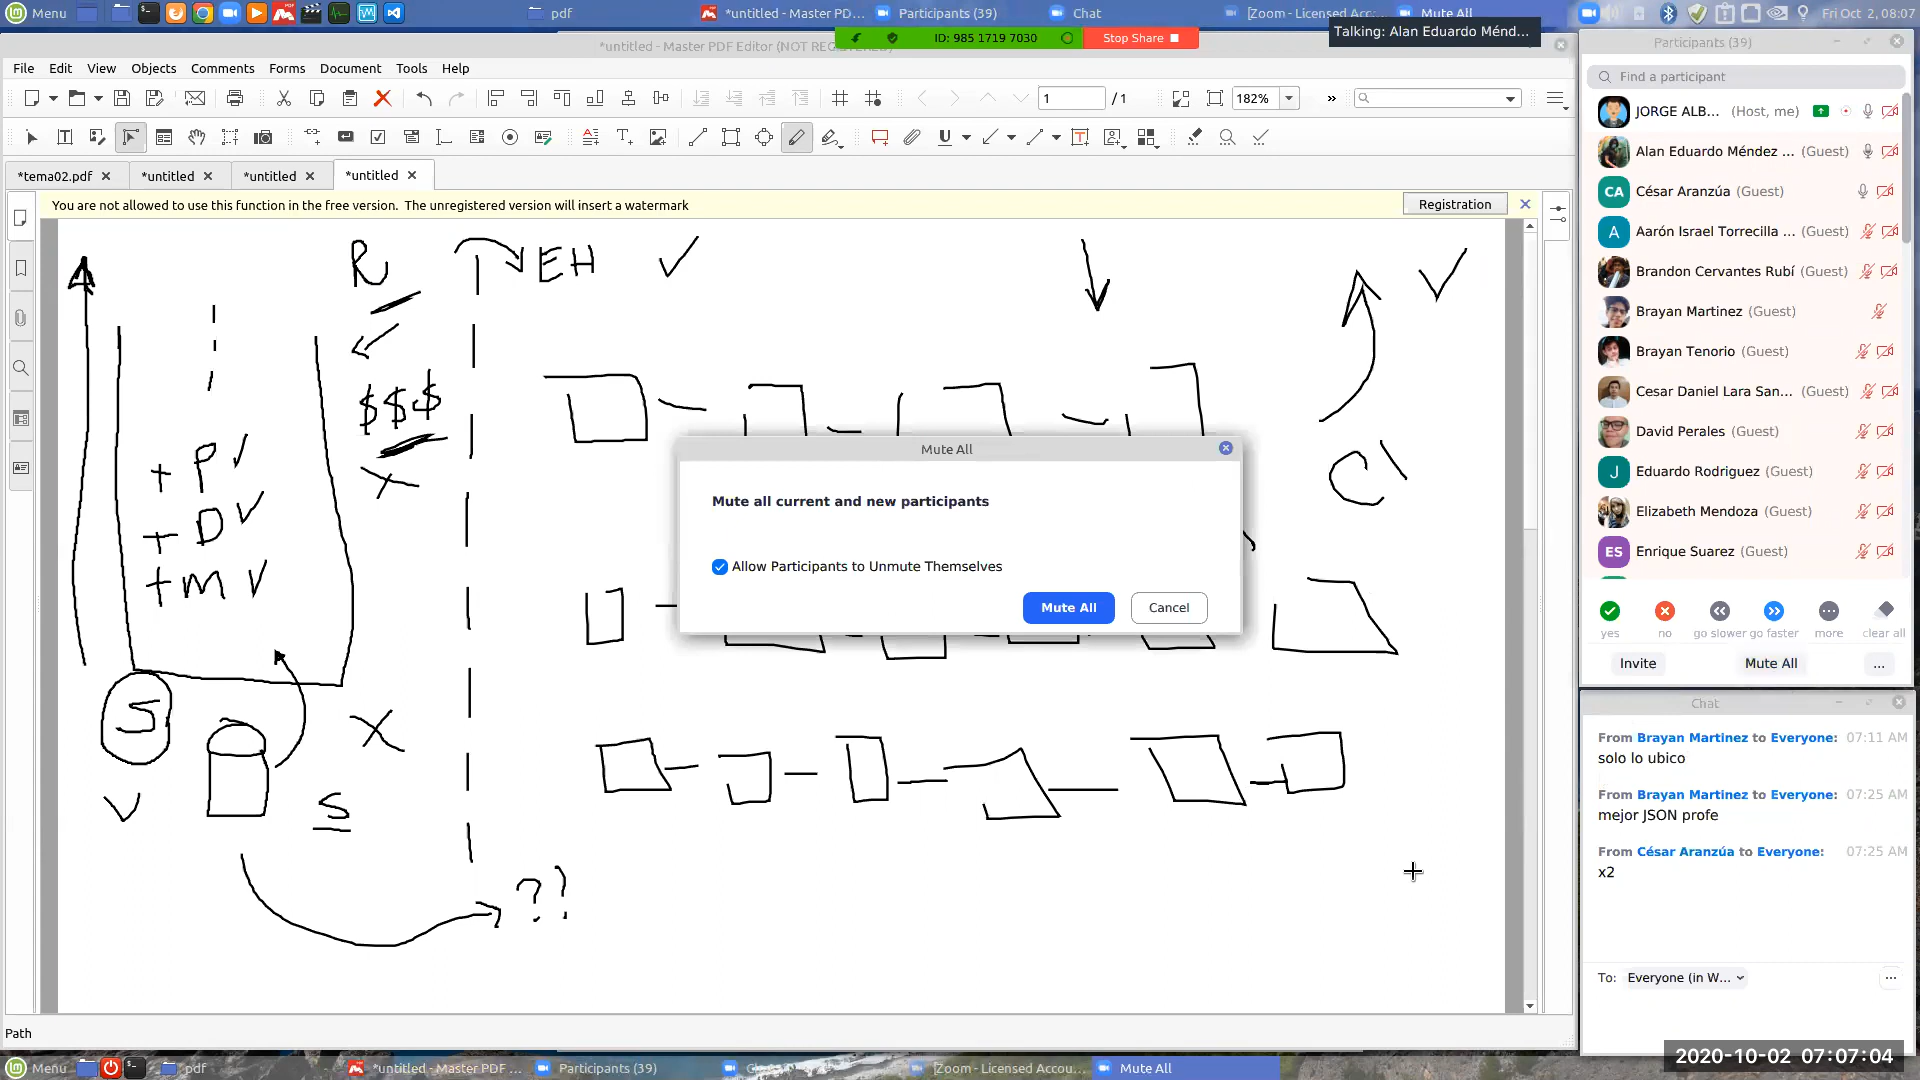 Menu
pdf
*untitled - Master PD...
Participants (39)
Chat
[Zoom - Licensed Acc...
Mute All
Fri Oct 2, 08:07
*untitled - Master PDF Editor (NOT REGISTERED)
ID: 985 1719 7030
Stop Share
Talking: Alan Eduardo Ménd...
File Edit View Objects Comments Forms Document Tools Help
1 / 1
182%
*tema02.pdf
*untitled
*untitled
*untitled
You are not allowed to use this function in the free version. The unregistered version will insert a watermark
Registration
R
EH
$$$
+ P
+ D
+ M
X
S
X
S
??
Mute All
Mute all current and new participants
Allow Participants to Unmute Themselves
Mute All
Cancel
Path
Participants (39)
Find a participant
JORGE ALB... (Host, me)
Alan Eduardo Méndez ... (Guest)
CA César Aranzúa (Guest)
A Aarón Israel Torrecilla ... (Guest)
Brandon Cervantes Rubí (Guest)
Brayan Martinez (Guest)
Brayan Tenorio (Guest)
Cesar Daniel Lara San... (Guest)
David Perales (Guest)
J Eduardo Rodriguez (Guest)
Elizabeth Mendoza (Guest)
ES Enrique Suarez (Guest)
yes no go slower go faster more clear all
Invite Mute All ...
Chat
From Brayan Martinez to Everyone: 07:11 AM
solo lo ubico
From Brayan Martinez to Everyone: 07:25 AM
mejor JSON profe
From César Aranzúa to Everyone: 07:25 AM
x2
To: Everyone (in W...
2020-10-02 07:07:04
Menu
pdf
*untitled - Master PDF ...
Participants (39)
[Zoom - Licensed Accou...
Mute All